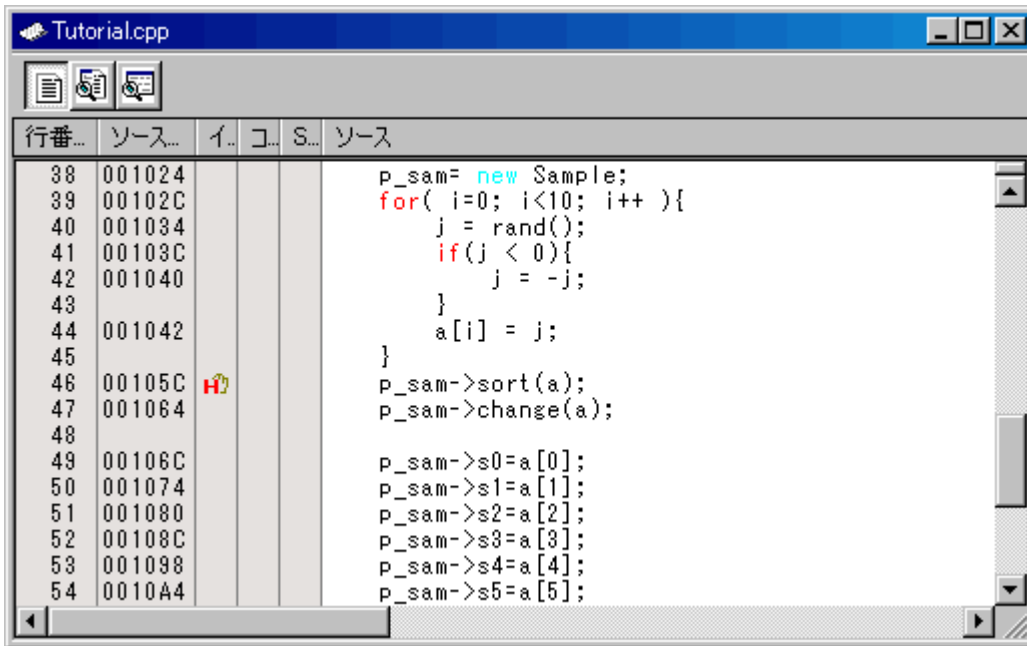 Tutorial.cpp
行番... ソース... イ.. コ.. S... ソース
38 001024 p_sam= new Sample;
39 00102C for( i=0; i<10; i++ ){
40 001034 j = rand();
41 00103C if(j < 0){
42 001040 j = -j;
43 }
44 001042 a[i] = j;
45 }
46 00105C H p_sam->sort(a);
47 001064 p_sam->change(a);
48
49 00106C p_sam->s0=a[0];
50 001074 p_sam->s1=a[1];
51 001080 p_sam->s2=a[2];
52 00108C p_sam->s3=a[3];
53 001098 p_sam->s4=a[4];
54 0010A4 p_sam->s5=a[5];